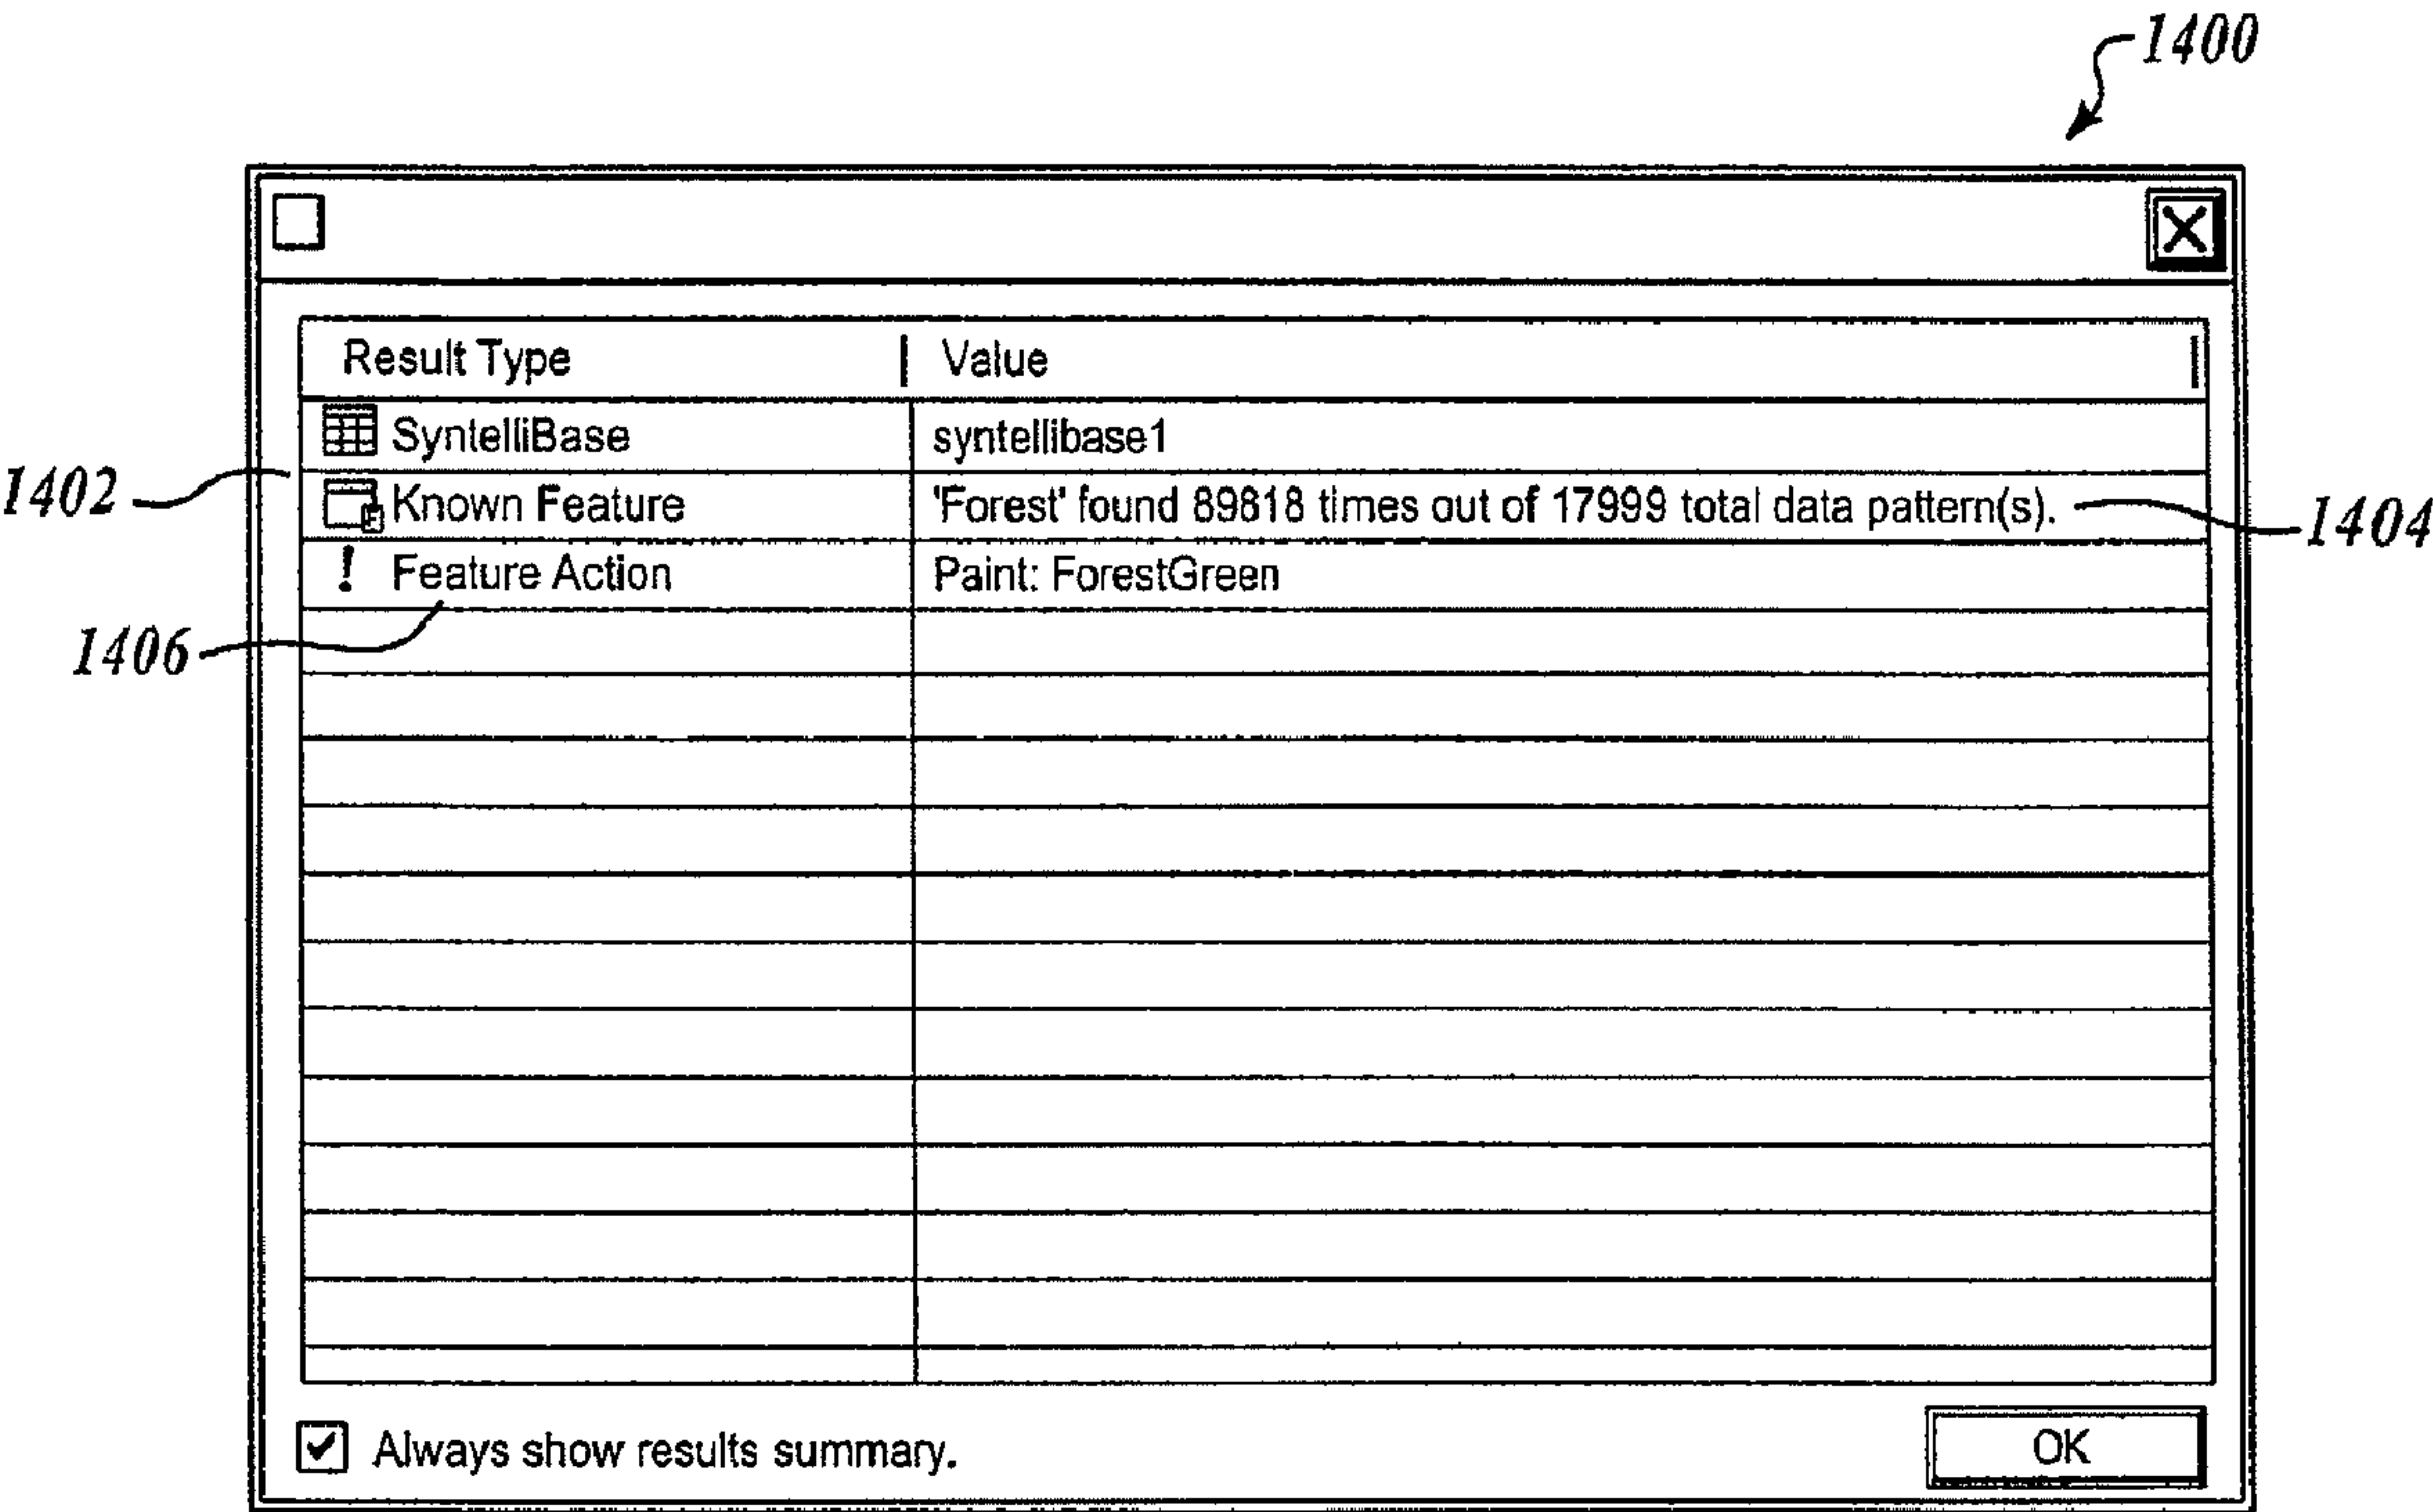 1400
Result Type Value
SyntelliBase syntellibase1
1402
Known Feature 'Forest' found 89818 times out of 17999 total data pattern(s).
1404
! Feature Action Paint: ForestGreen
1406
Always show results summary.
OK